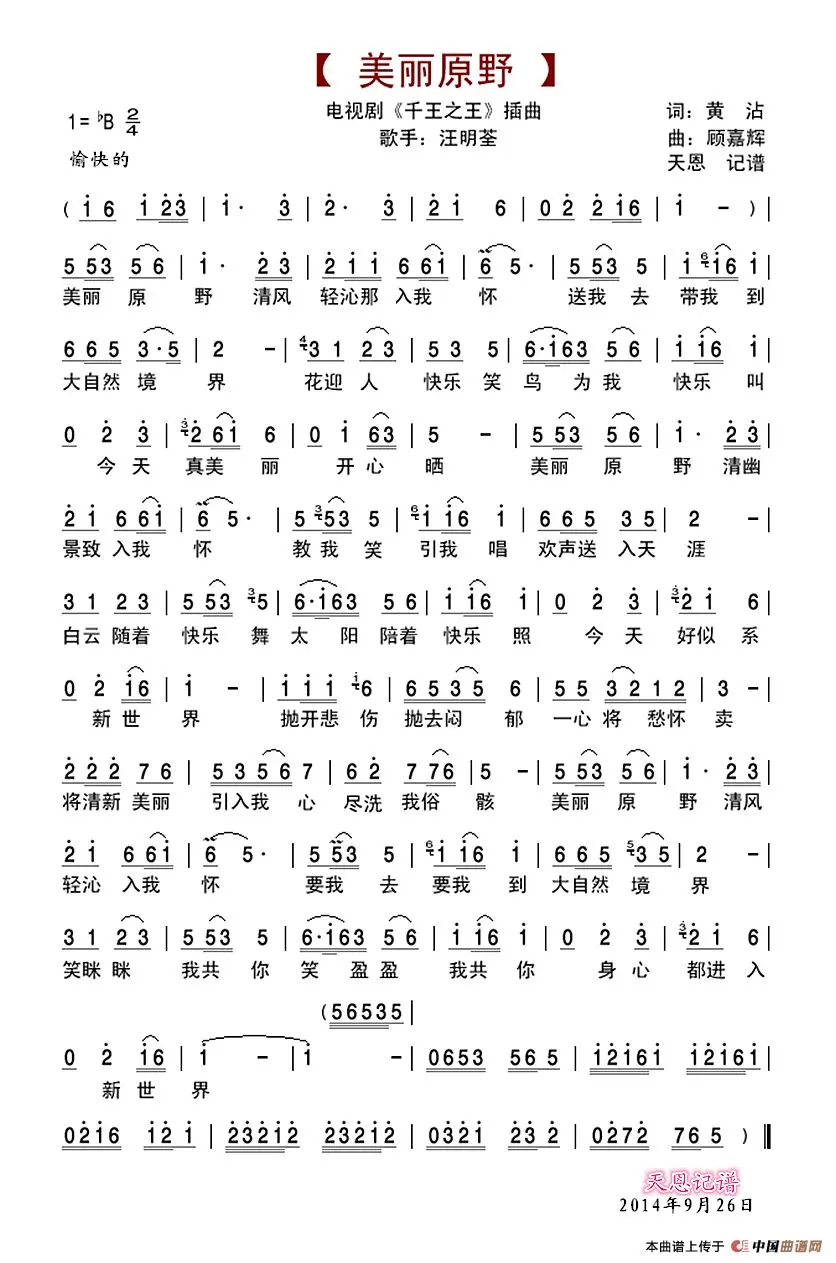 【 美丽原野 】
1= ♭B 2/4
电视剧《千王之王》插曲
词：黄 沾
歌手：汪明荃
曲：顾嘉辉
愉快的
天恩 记谱
( i6 i23 | i· 3 | 2· 3 | 2i 6 | 02 2i6 | i - ) |
553 56 | i· 23 | 2ii 66i | 6 5· | 553 5 | i i6 i |
美丽 原 野 清风 轻沁那 入我 怀 送我 去 带我 到
665 3·5 | 2 - | 31 23 | 553 5 | 6·i63 56 | ii6 i |
大自然 境 界 花迎 人 快乐 笑 鸟 为 我 快乐 叫
0 2 3 | 2 6i 6 | 0 i 63 | 5 - | 553 56 | i· 23 |
今 天 真美 丽 开 心 晒 美丽 原 野 清幽
2i 66i | 6 5· | 553 5 | i i6 i | 665 35 | 2 - |
景致 入我 怀 教我 笑 引我 唱 欢声送 入天 涯
31 23 | 553 5 | 6·i63 56 | ii6 i | 0 2 3 | 2i 6 |
白云 随着 快乐 舞 太 阳 陪着 快乐 照 今 天 好似 系
0 2 i6 | i - | iii 6 | 6535 6 | 55 3212 | 3 - |
新 世 界 抛开悲 伤 抛去闷 郁 一心 将 愁怀 卖
222 76 | 5356 7 | 62 776 | 5 - | 553 56 | i· 23 |
将清新 美丽 引入我 心 尽洗 我俗 骸 美丽 原 野 清风
2i 66i | 6 5· | 553 5 | i i6 i | 665 35 | 2 - |
轻沁 入我 怀 要我 去 要我 到 大自然 境 界
31 23 | 553 5 | 6·i63 56 | ii6 i | 0 2 3 | 2i 6 |
笑眯 眯 我共 你 笑 盈 盈 我共 你 身 心 都进 入
(56535 |
0 2 i6 | i - | i - | 0653 565 | i2i6i i2i6i |
新 世 界
02i6 i2i | 232i2 232i2 | 032i 232 | 0272 765 ) ‖
天恩记谱
2014年9月26日
本曲谱上传于 中国曲谱网